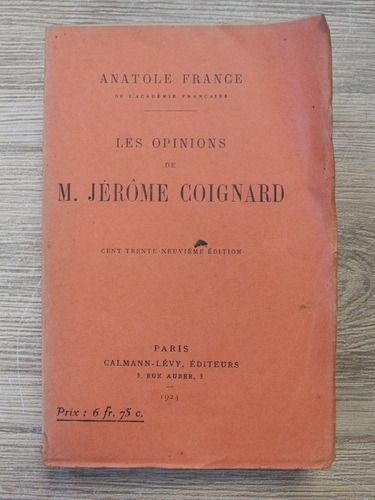 ANATOLE FRANCE
DE L'ACADÉMIE FRANÇAISE
LES OPINIONS
DE
M. JÉRÔME COIGNARD
CENT TRENTE-NEUVIÈME ÉDITION
PARIS
CALMANN-LÉVY, ÉDITEURS
3, RUE AUBER, 3
1924
Prix : 6 fr. 75 c.